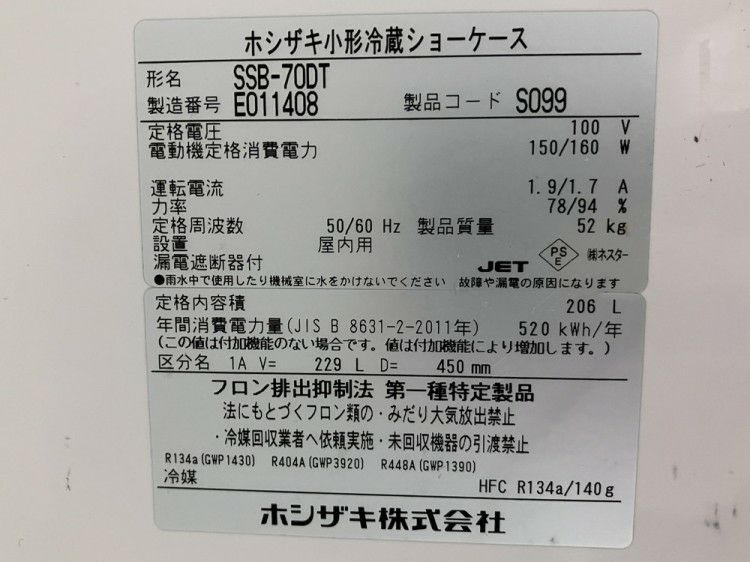 ホシザキ小形冷蔵ショーケース
形名 SSB-70DT
製造番号 E011408 製品コード S099
定格電圧 100 V
電動機定格消費電力 150/160 W
運転電流 1.9/1.7 A
力率 78/94 %
定格周波数 50/60 Hz 製品質量 52 kg
設置 屋内用
漏電遮断器付 JET PS E ㈱ネスター
●雨水中で使用したり機械室に水をかけないでください 故障や漏電の原因になります
定格内容積 206 L
年間消費電力量(JIS B 8631-2-2011年) 520 kWh/年
(この値は付加機能のない場合です。値は付加機能により増加します。)
区分名 1A V= 229 L D= 450 mm
フロン排出抑制法 第一種特定製品
法にもとづくフロン類の・みだり大気放出禁止
・冷媒回収業者へ依頼実施・未回収機器の引渡禁止
R134a(GWP1430) R404A(GWP3920) R448A(GWP1390)
冷媒 HFC R134a/140g
ホシザキ株式会社